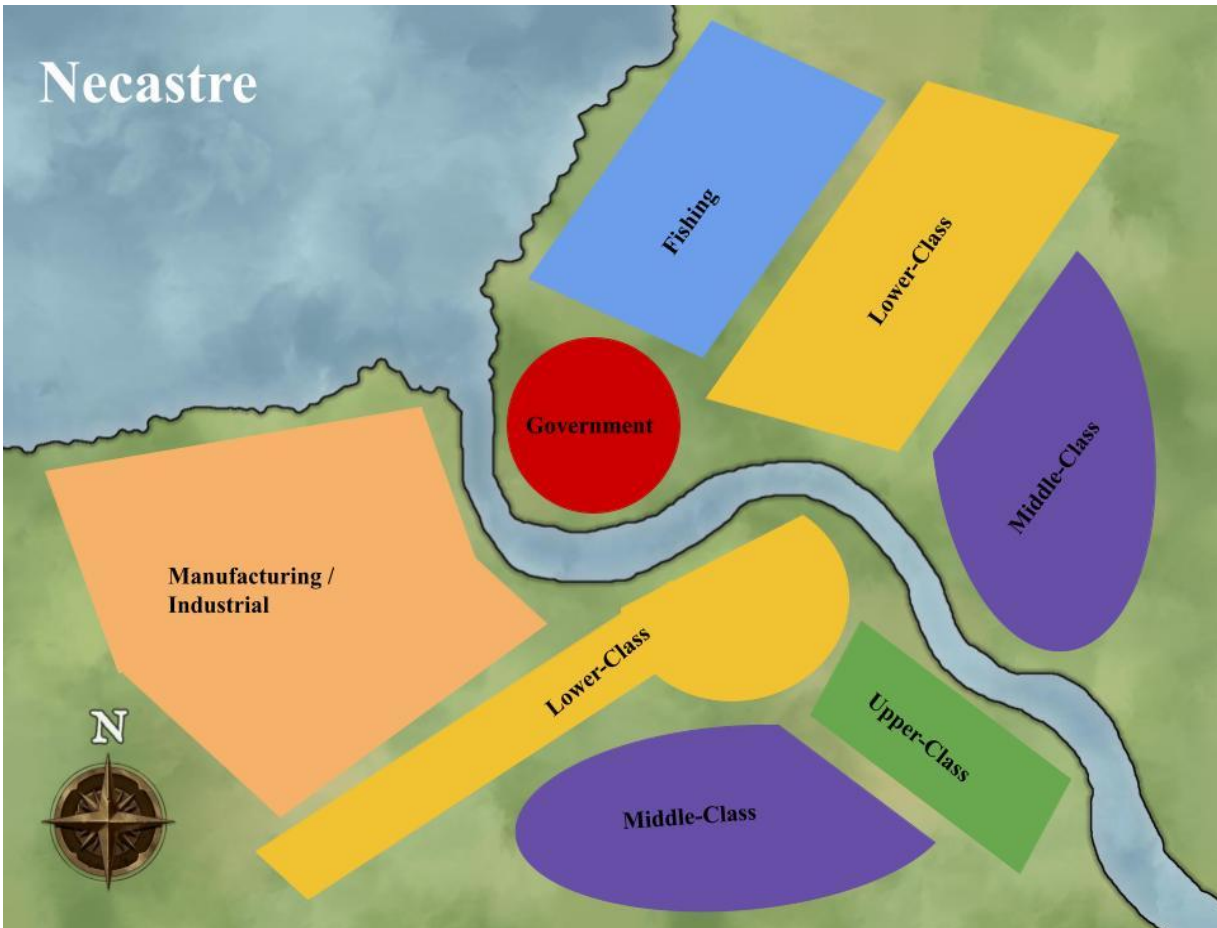 Necastre
Fishing
Lower-Class
Government
Middle-Class
Manufacturing /
Industrial
Lower-Class
Upper-Class
Middle-Class
N